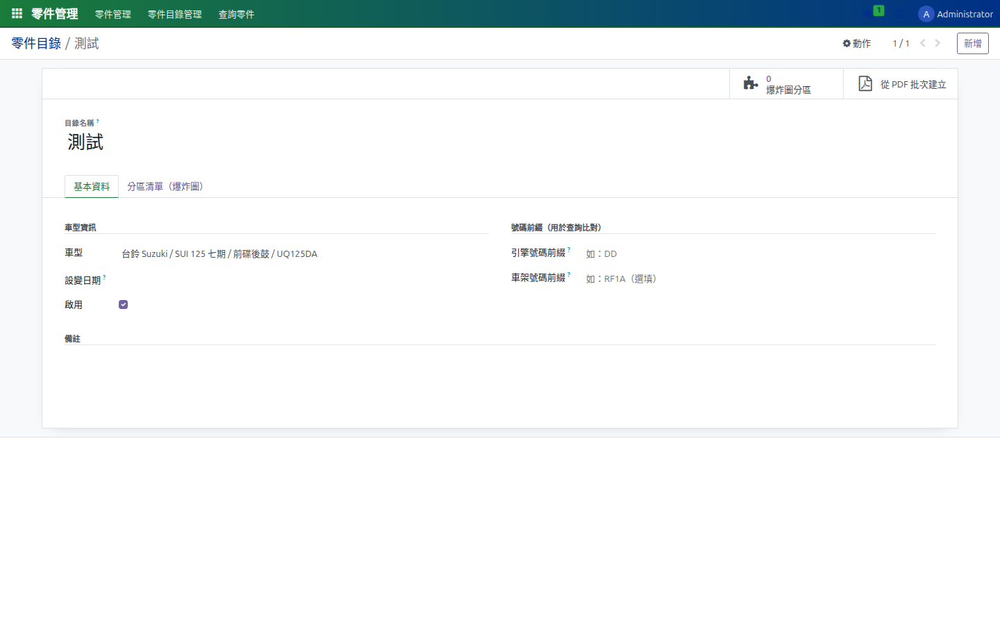 零件管理 零件管理 零件目錄管理 查詢零件 1 A Administrator
零件目錄 / 測試 動作 1 / 1 新增
0
爆炸圖分區
從 PDF 批次建立
目錄名稱 ?
測試
基本資料 分區清單（爆炸圖）
車型資訊 號碼前綴（用於查詢比對）
車型 台鈴 Suzuki / SUI 125 七期 / 前碟後鼓 / UQ125DA 引擎號碼前綴 ? 如：DD
設變日期 ? 車架號碼前綴 ? 如：RF1A（選填）
啟用
備註